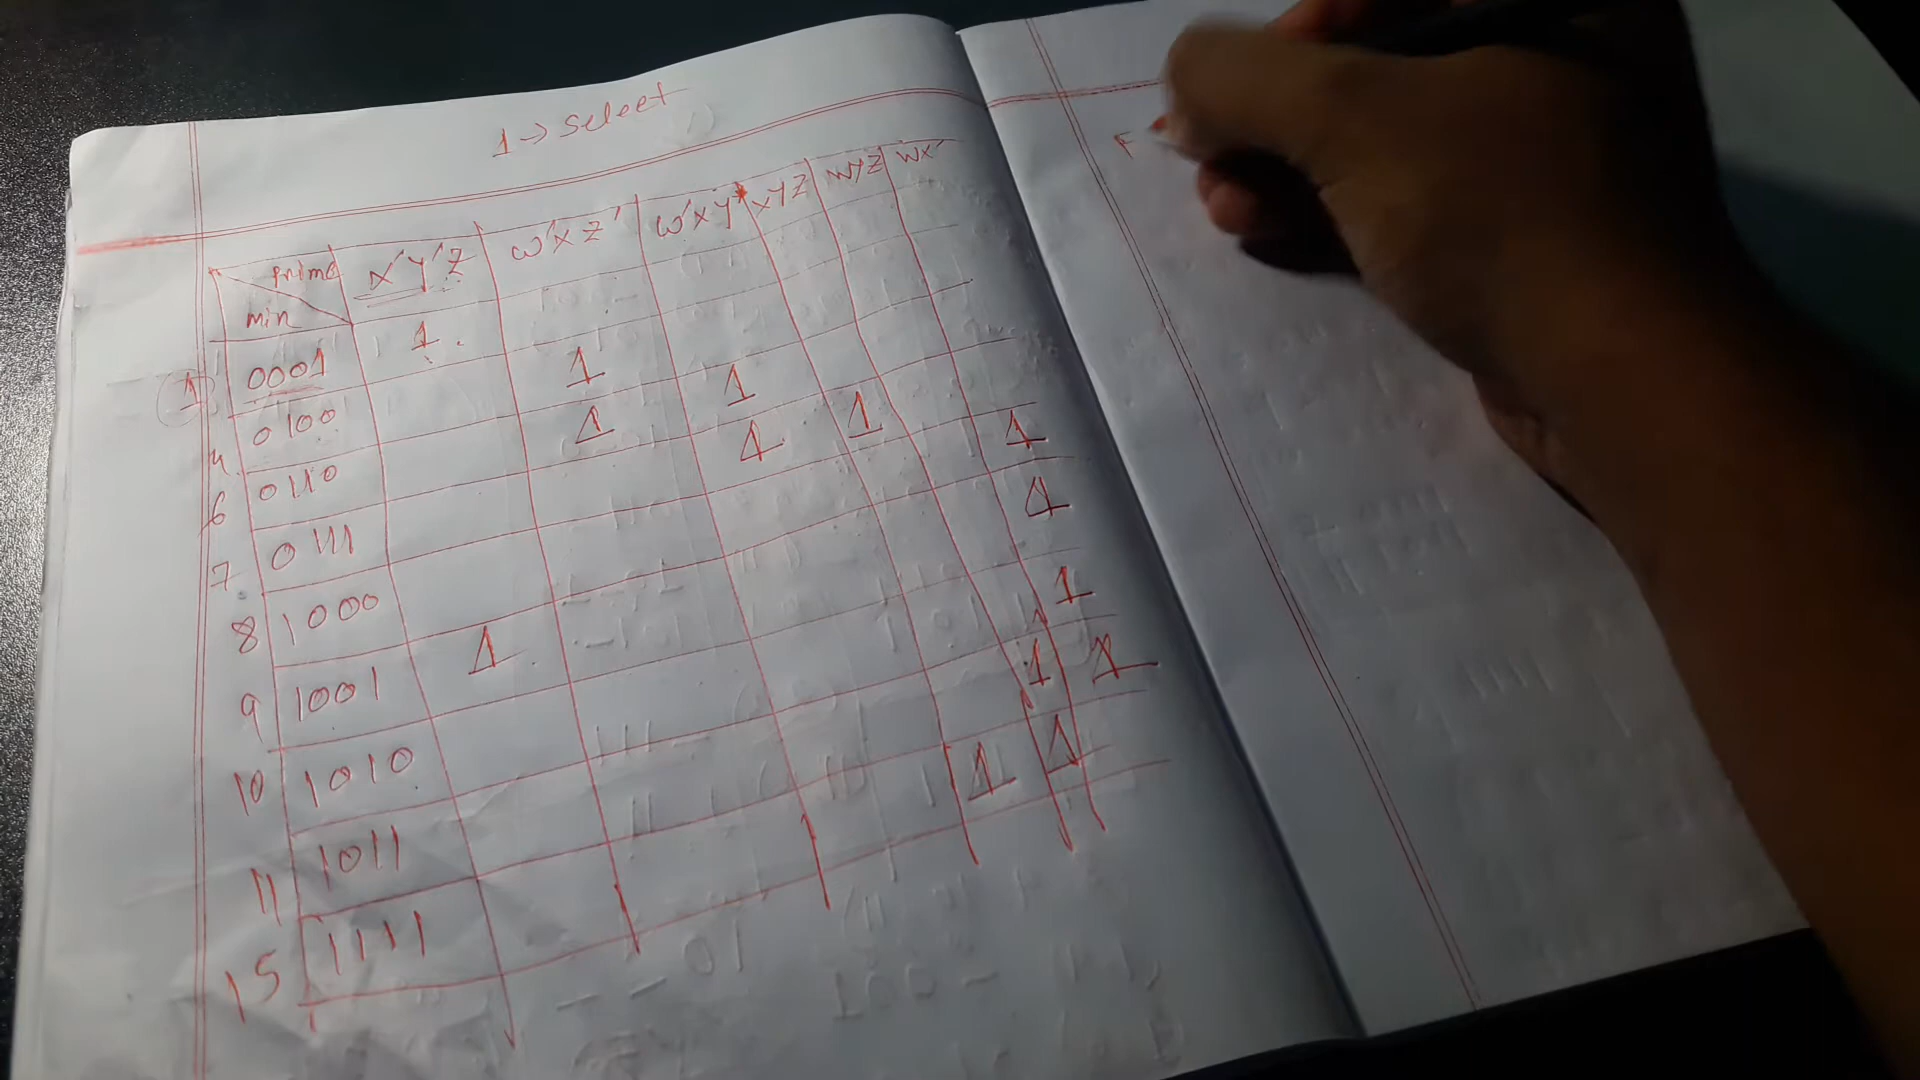 1 → Select
prime x'y'z w'xz' w'xy xyz wyz wx'
min
1 0001 1
4 0100 1
6 0110 1 1
7 0111 1 1
8 1000 1
9 1001 1 1
10 1010 1
11 1011 1 1
15 1111 1 1
F